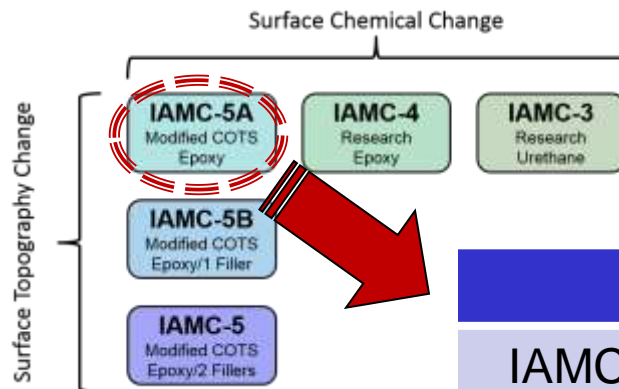 Surface Chemical Change
Surface Topography Change
IAMC-5A
Modified COTS
Epoxy
IAMC-4
Research
Epoxy
IAMC-3
Research
Urethane
IAMC-5B
Modified COTS
Epoxy/1 Filler
IAMC-5
Modified COTS
Epoxy/2 Fillers
IAMC